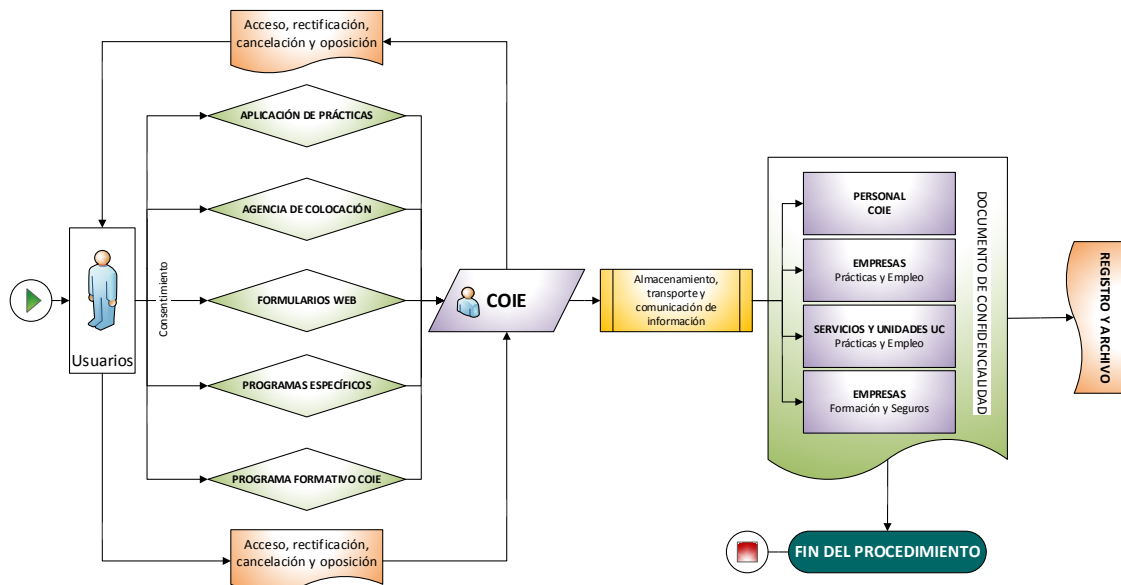 Acceso, rectificación,
cancelación y oposición
APLICACIÓN DE PRÁCTICAS
AGENCIA DE COLOCACIÓN
Usuarios
Consentimiento
FORMULARIOS WEB
PROGRAMAS ESPECÍFICOS
PROGRAMA FORMATIVO COIE
Acceso, rectificación,
cancelación y oposición
COIE
Almacenamiento,
transporte y
comunicación de
información
PERSONAL
COIE
EMPRESAS
Prácticas y Empleo
SERVICIOS Y UNIDADES UC
Prácticas y Empleo
EMPRESAS
Formación y Seguros
DOCUMENTO DE CONFIDENCIALIDAD
REGISTRO Y ARCHIVO
FIN DEL PROCEDIMIENTO